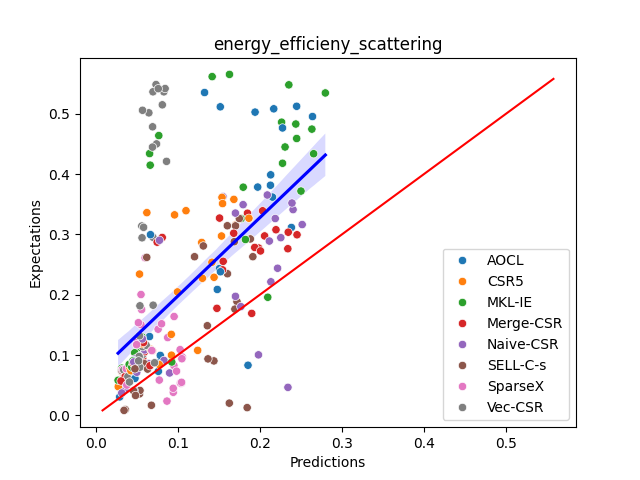 energy_efficieny_scattering
Expectations
0.5
0.4
0.3
0.2
0.1
0.0
0.0 0.1 0.2 0.3 0.4 0.5
Predictions
AOCL
CSR5
MKL-IE
Merge-CSR
Naive-CSR
SELL-C-s
SparseX
Vec-CSR